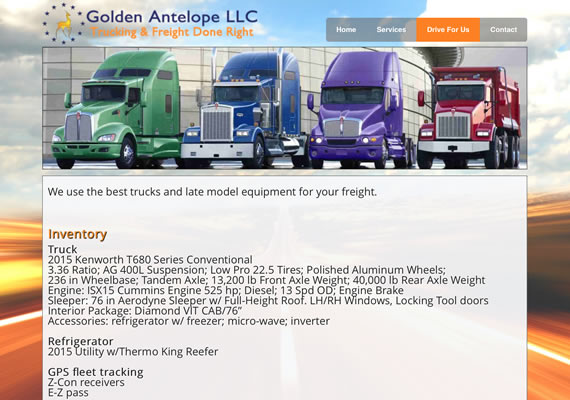 Golden Antelope LLC
Trucking & Freight Done Right
Home Services Drive For Us Contact
We use the best trucks and late model equipment for your freight.
Inventory
Truck
2015 Kenworth T680 Series Conventional
3.36 Ratio; AG 400L Suspension; Low Pro 22.5 Tires; Polished Aluminum Wheels;
236 in Wheelbase; Tandem Axle; 13,200 lb Front Axle Weight; 40,000 lb Rear Axle Weight
Engine: ISX15 Cummins Engine 525 hp; Diesel; 13 Spd OD; Engine Brake
Sleeper: 76 in Aerodyne Sleeper w/ Full-Height Roof. LH/RH Windows, Locking Tool doors
Interior Package: Diamond VIT CAB/76”
Accessories: refrigerator w/ freezer; micro-wave; inverter
Refrigerator
2015 Utility w/Thermo King Reefer
GPS fleet tracking
Z-Con receivers
E-Z pass